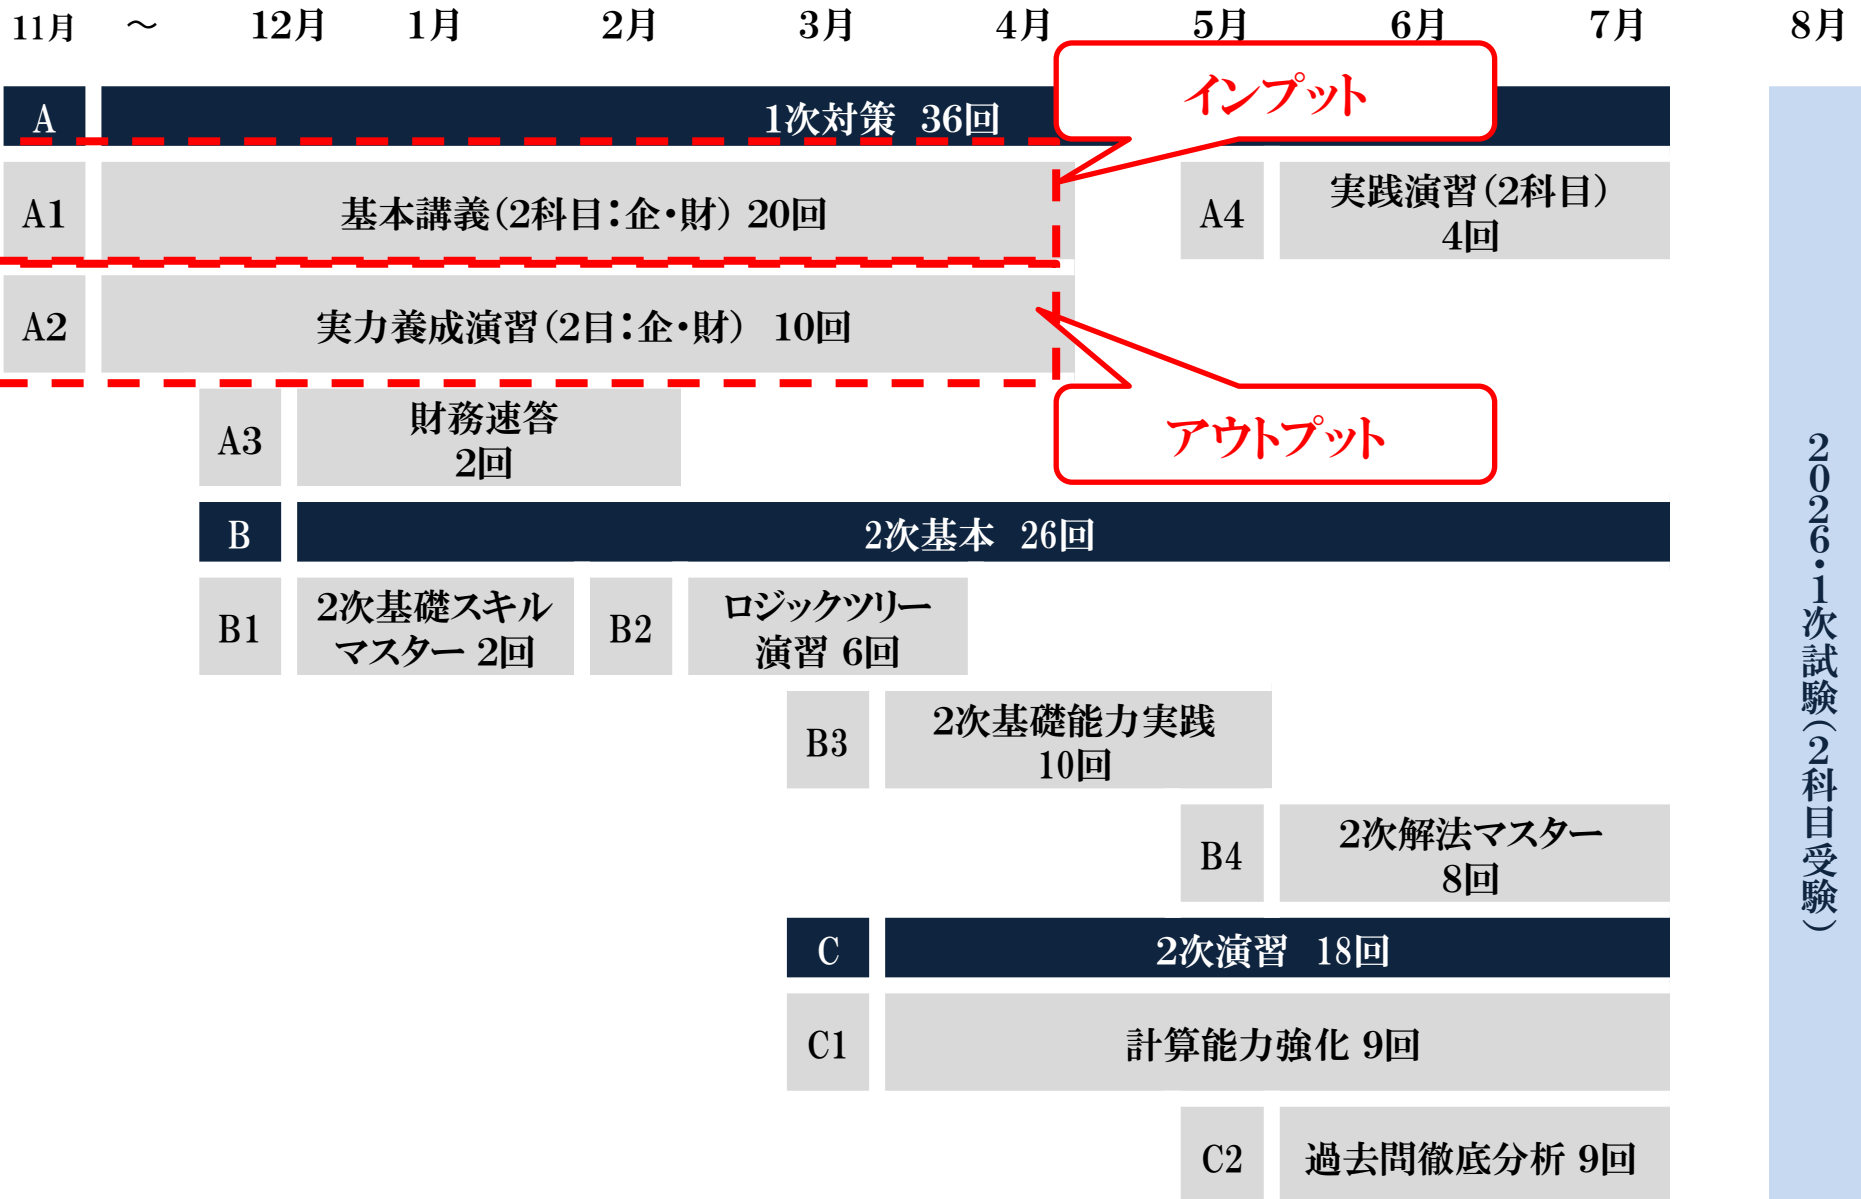 11月 ～ 12月 1月 2月 3月 4月 5月 6月 7月 8月
インプット
A 1次対策 36回
A1 基本講義（2科目：企・財） 20回
A4 実践演習（2科目）
4回
A2 実力養成演習（2目：企・財） 10回
アウトプット
A3 財務速答
2回
B 2次基本 26回
B1 2次基礎スキル
マスター 2回
B2 ロジックツリー
演習 6回
B3 2次基礎能力実践
10回
B4 2次解法マスター
8回
C 2次演習 18回
C1 計算能力強化 9回
C2 過去問徹底分析 9回
2026・1次試験（2科目受験）